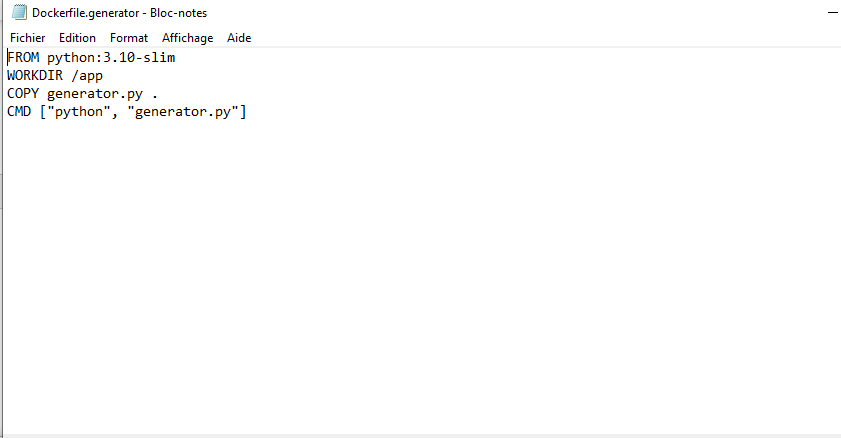 Dockerfile.generator - Bloc-notes
Fichier Edition Format Affichage Aide
FROM python:3.10-slim
WORKDIR /app
COPY generator.py .
CMD ["python", "generator.py"]